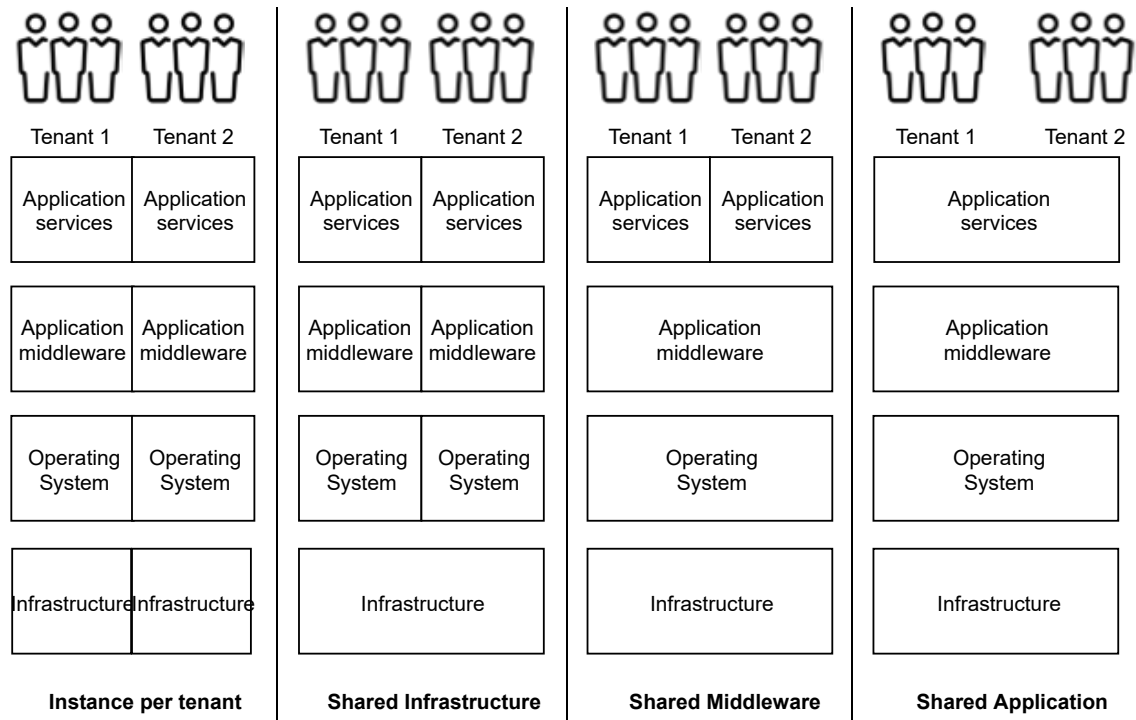 Tenant 1
Tenant 2
Application
services
Application
services
Application
middleware
Application
middleware
Operating
System
Operating
System
Infrastructure
Infrastructure
Instance per tenant
Tenant 1
Tenant 2
Application
services
Application
services
Application
middleware
Application
middleware
Operating
System
Operating
System
Infrastructure
Shared Infrastructure
Tenant 1
Tenant 2
Application
services
Application
services
Application
middleware
Operating
System
Infrastructure
Shared Middleware
Tenant 1
Tenant 2
Application
services
Application
middleware
Operating
System
Infrastructure
Shared Application